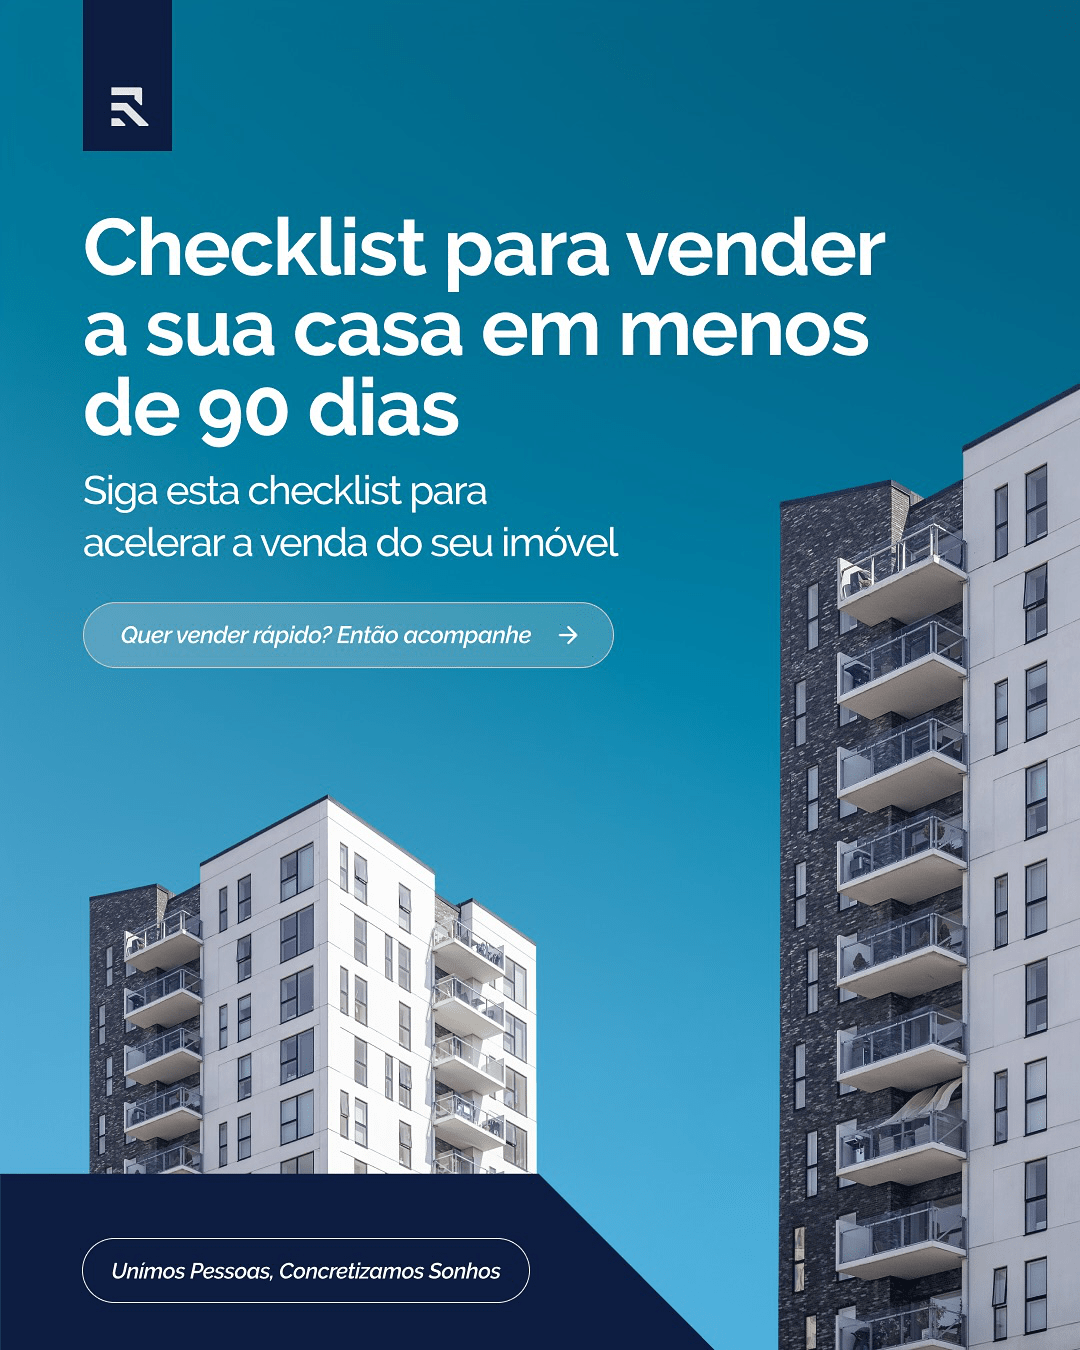 Checklist para vender
a sua casa em menos
de 90 dias
Siga esta checklist para
acelerar a venda do seu imóvel
Quer vender rápido? Então acompanhe →
Unimos Pessoas, Concretizamos Sonhos